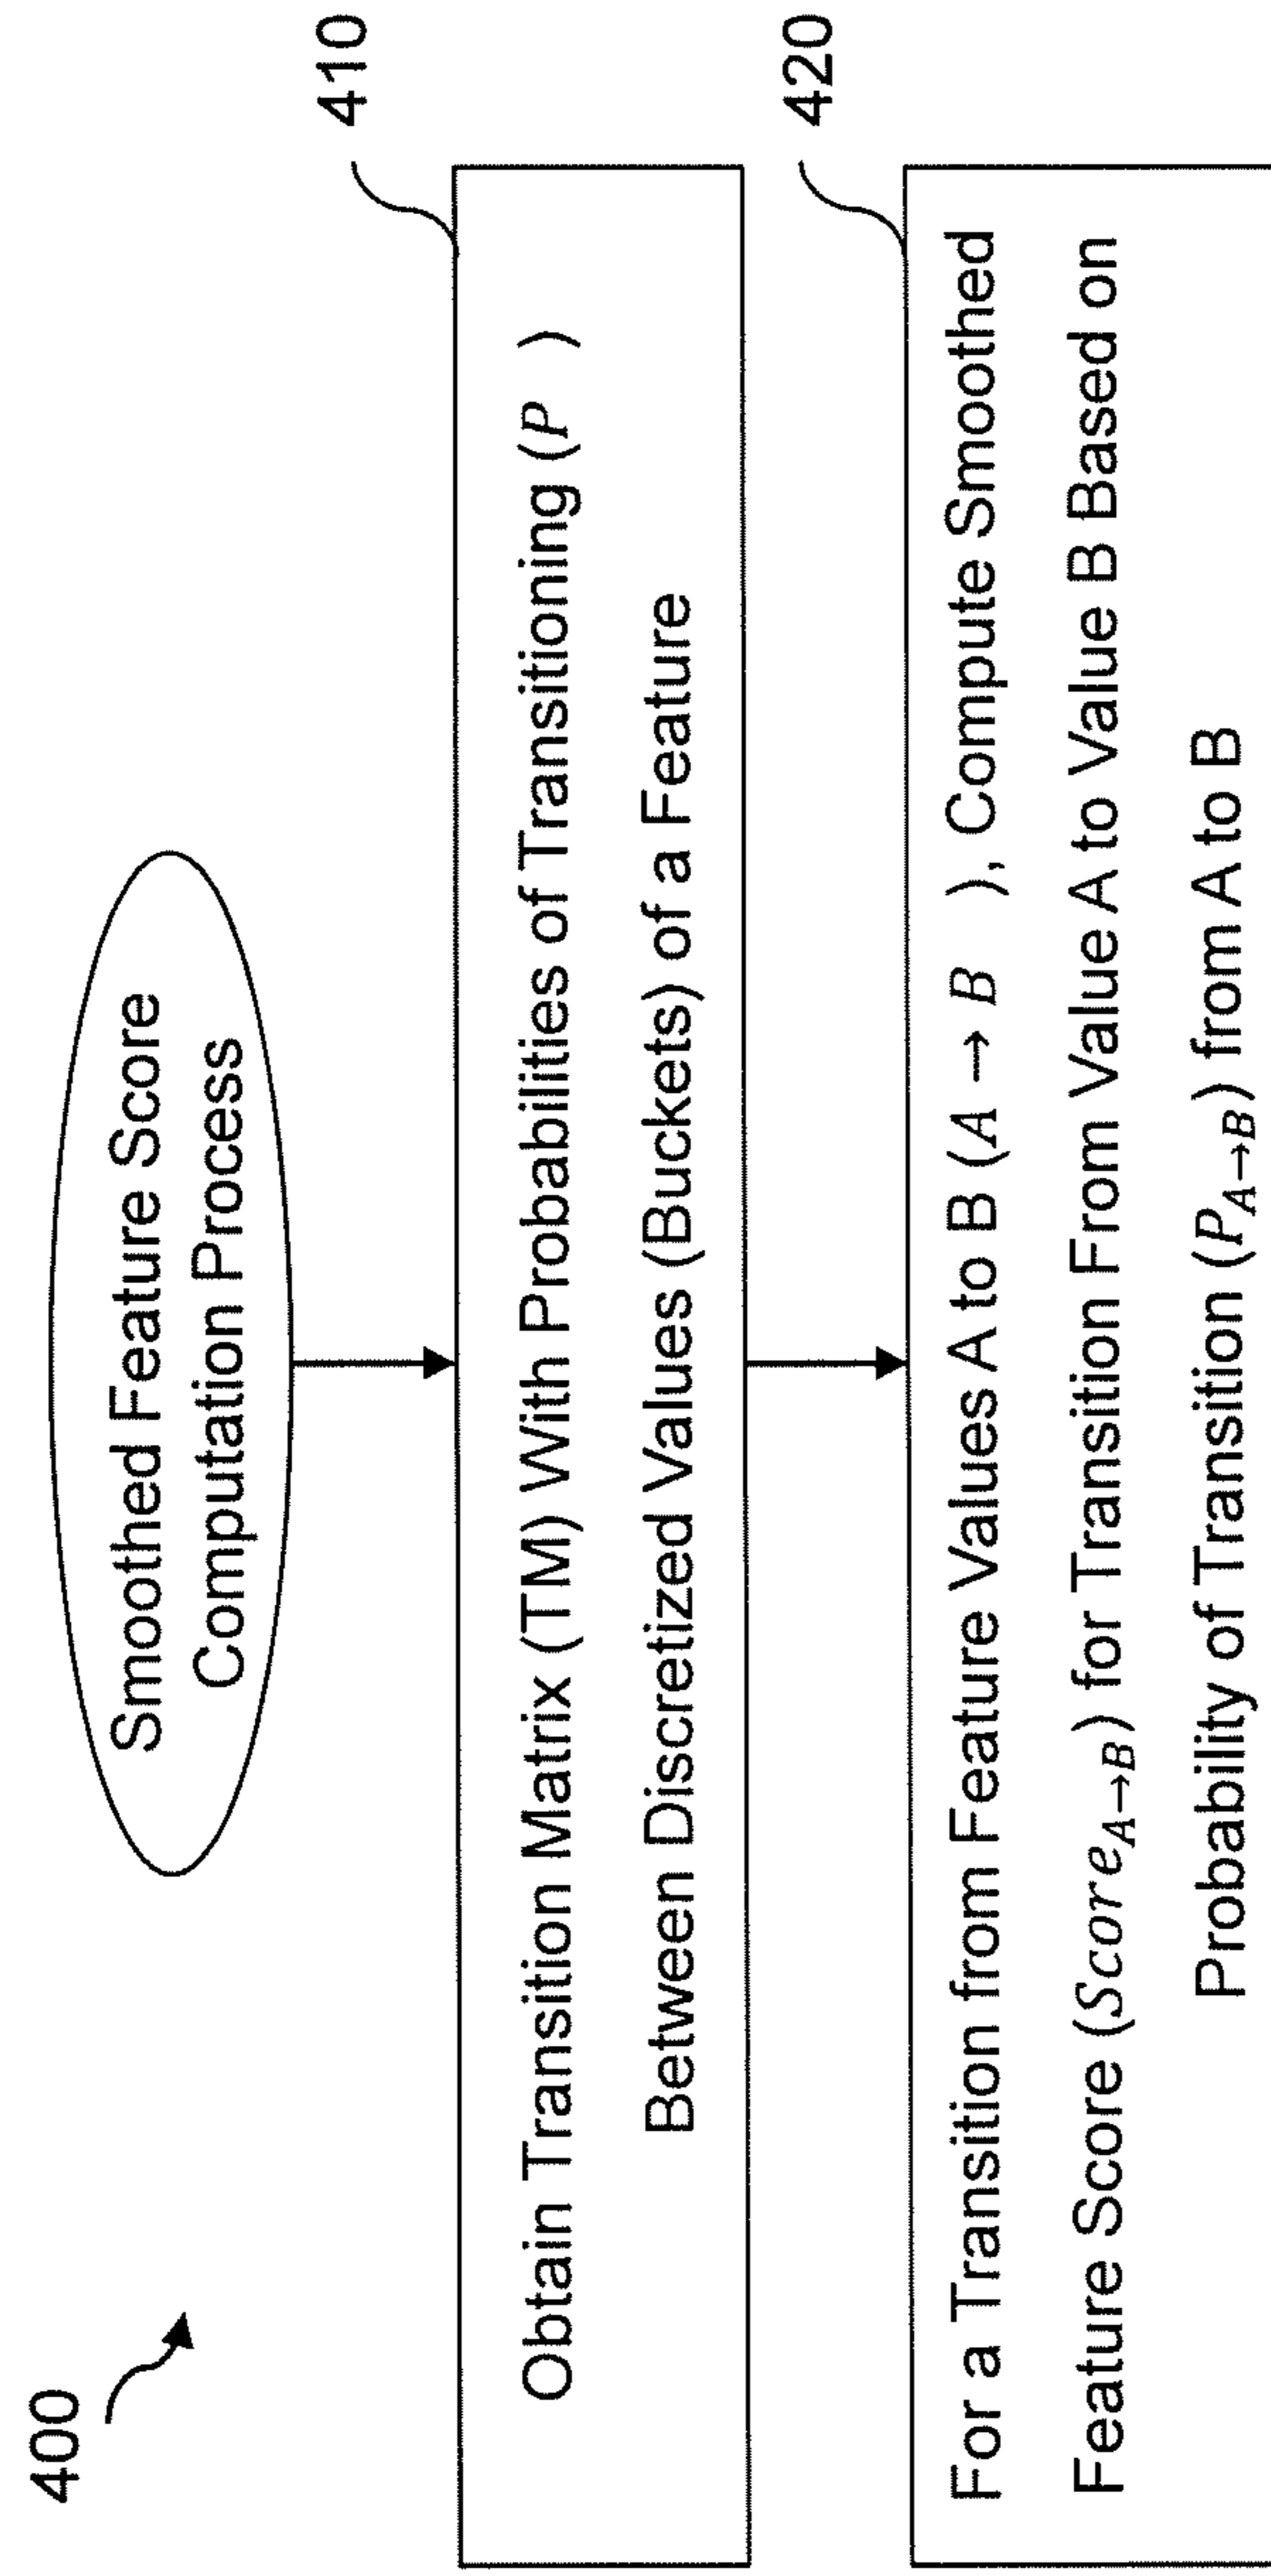 400
Smoothed Feature Score
Computation Process
410
Obtain Transition Matrix (TM) With Probabilities of Transitioning (P )
Between Discretized Values (Buckets) of a Feature
420
For a Transition from Feature Values A to B (A → B ), Compute Smoothed
Feature Score (Score_{A→B}) for Transition From Value A to Value B Based on
Probability of Transition (P_{A→B}) from A to B